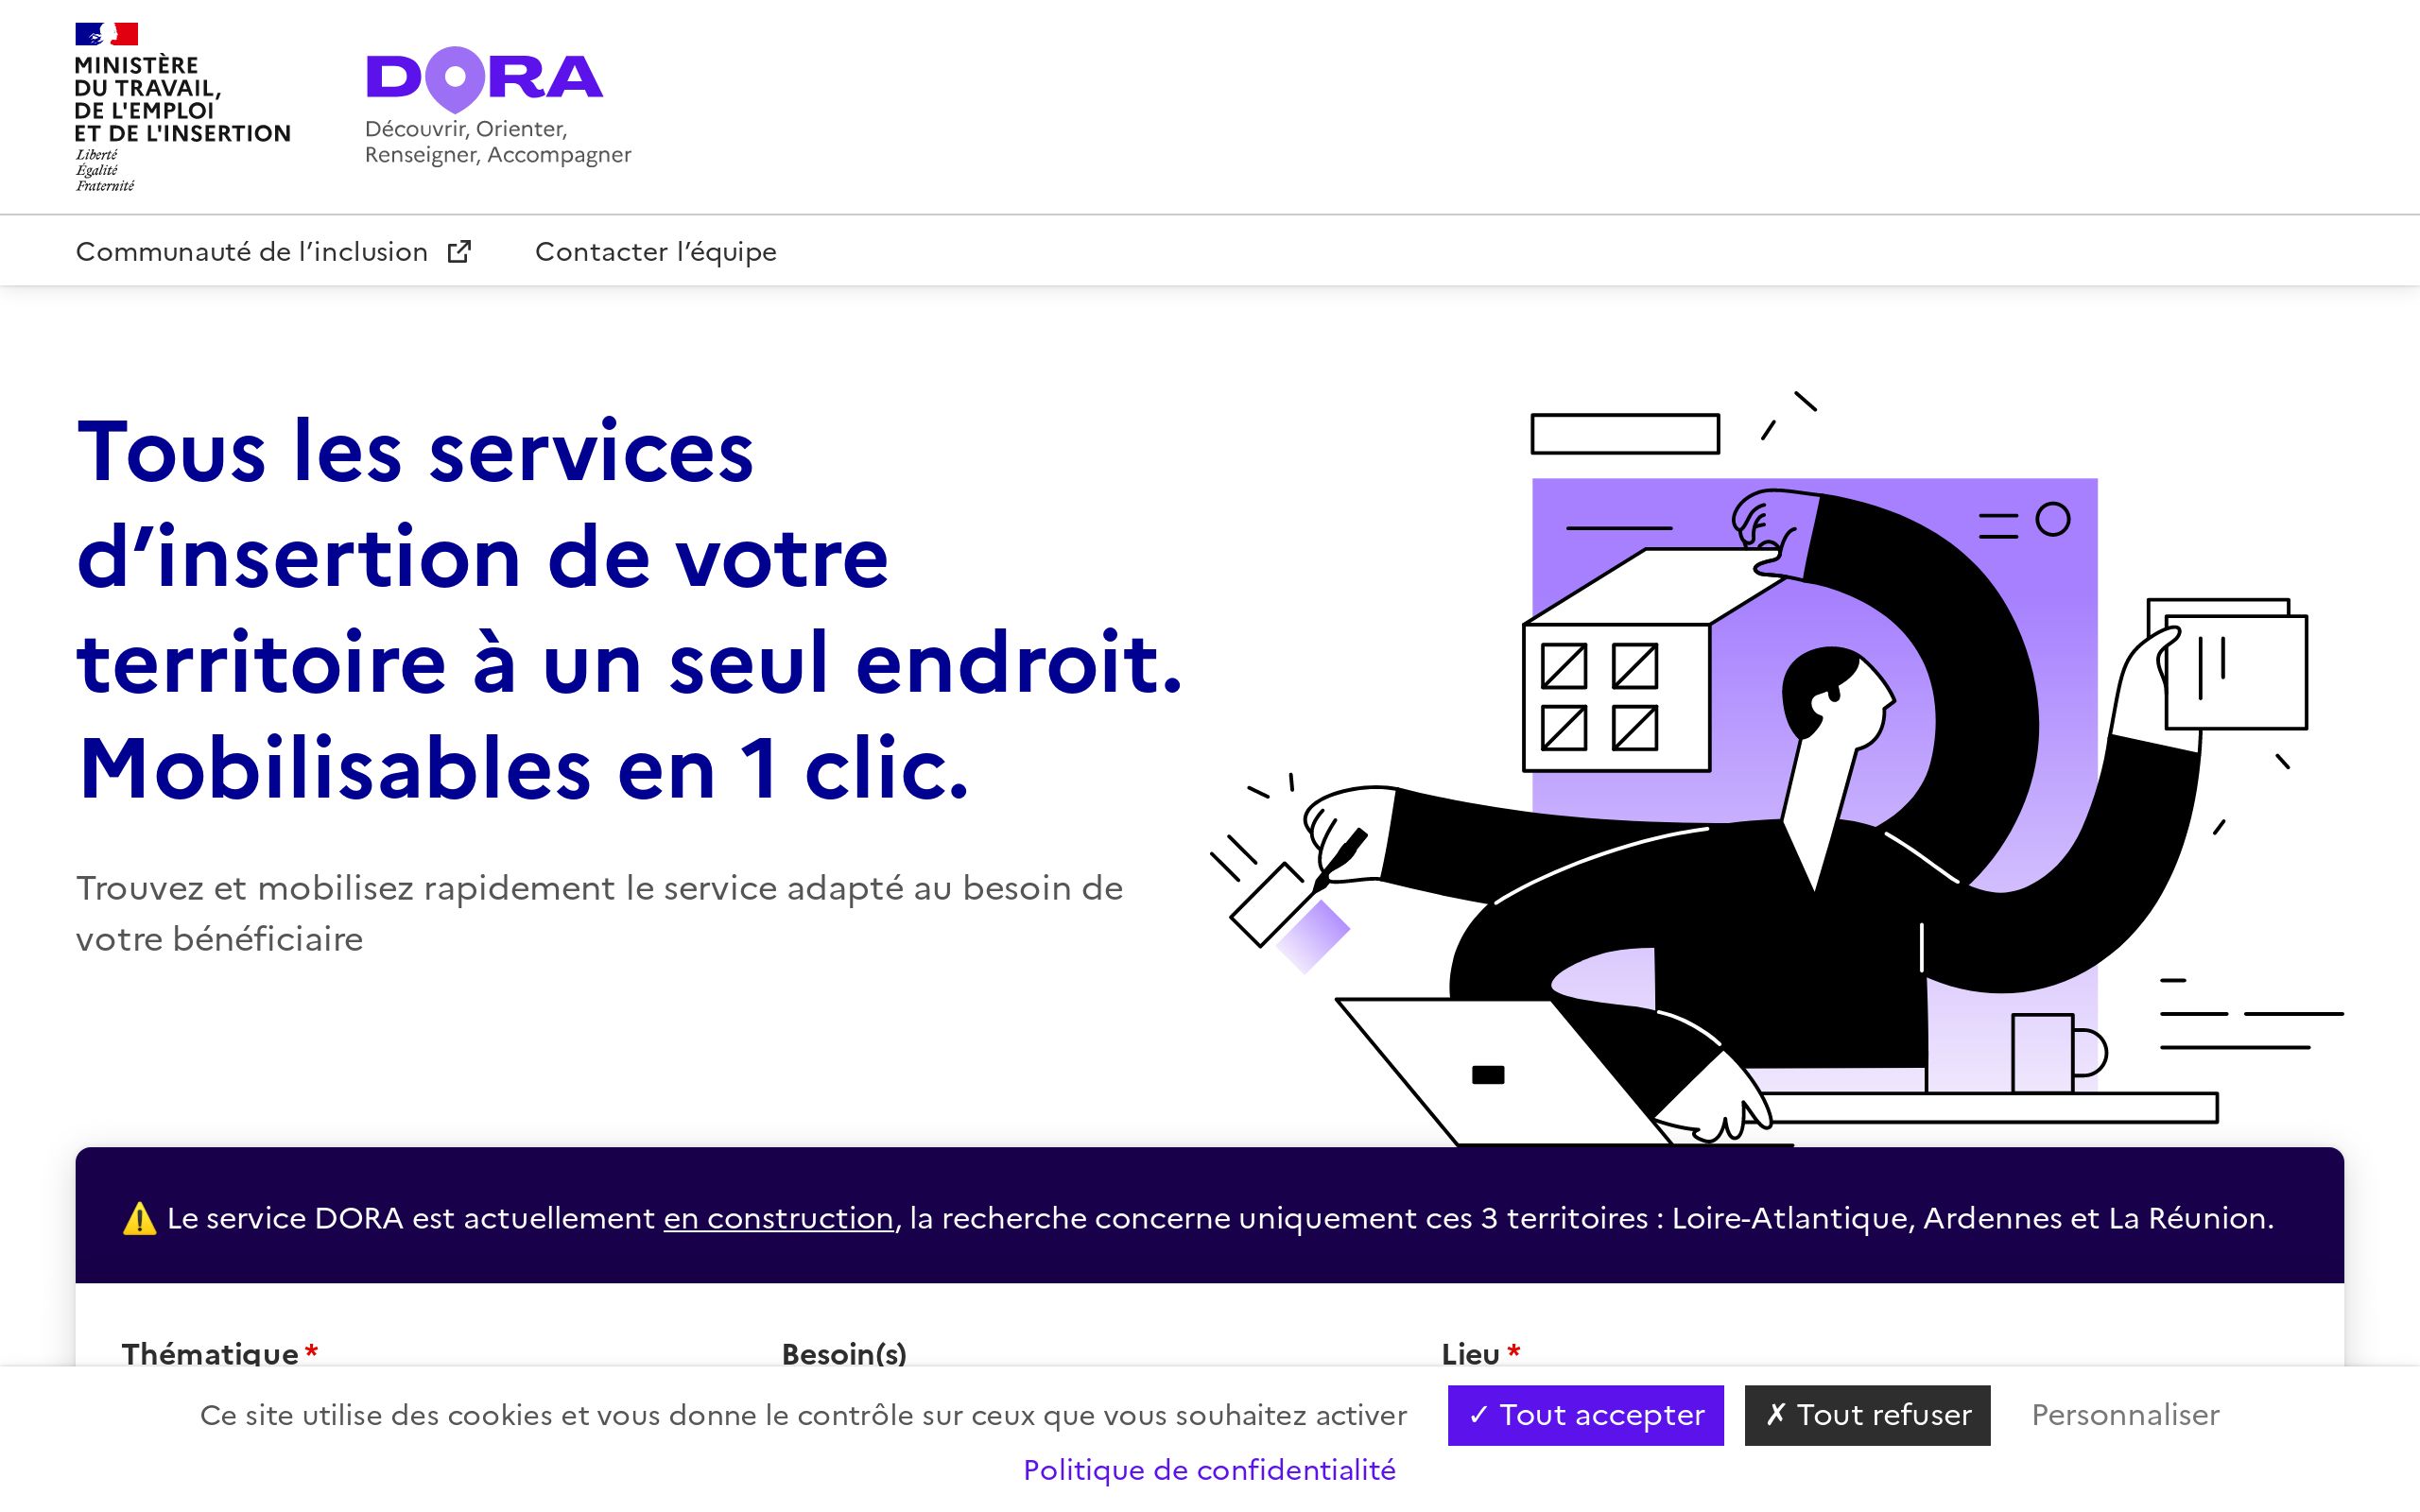 MINISTÈRE
DU TRAVAIL,
DE L'EMPLOI
ET DE L'INSERTION
Liberté
Égalité
Fraternité
DORA
Découvrir, Orienter,
Renseigner, Accompagner
Communauté de l’inclusion
Contacter l’équipe
Tous les services
d’insertion de votre
territoire à un seul endroit.
Mobilisables en 1 clic.
Trouvez et mobilisez rapidement le service adapté au besoin de
votre bénéficiaire
⚠️ Le service DORA est actuellement en construction, la recherche concerne uniquement ces 3 territoires : Loire-Atlantique, Ardennes et La Réunion.
Thématique * Besoin(s) Lieu *
Ce site utilise des cookies et vous donne le contrôle sur ceux que vous souhaitez activer ✓ Tout accepter ✗ Tout refuser Personnaliser
Politique de confidentialité